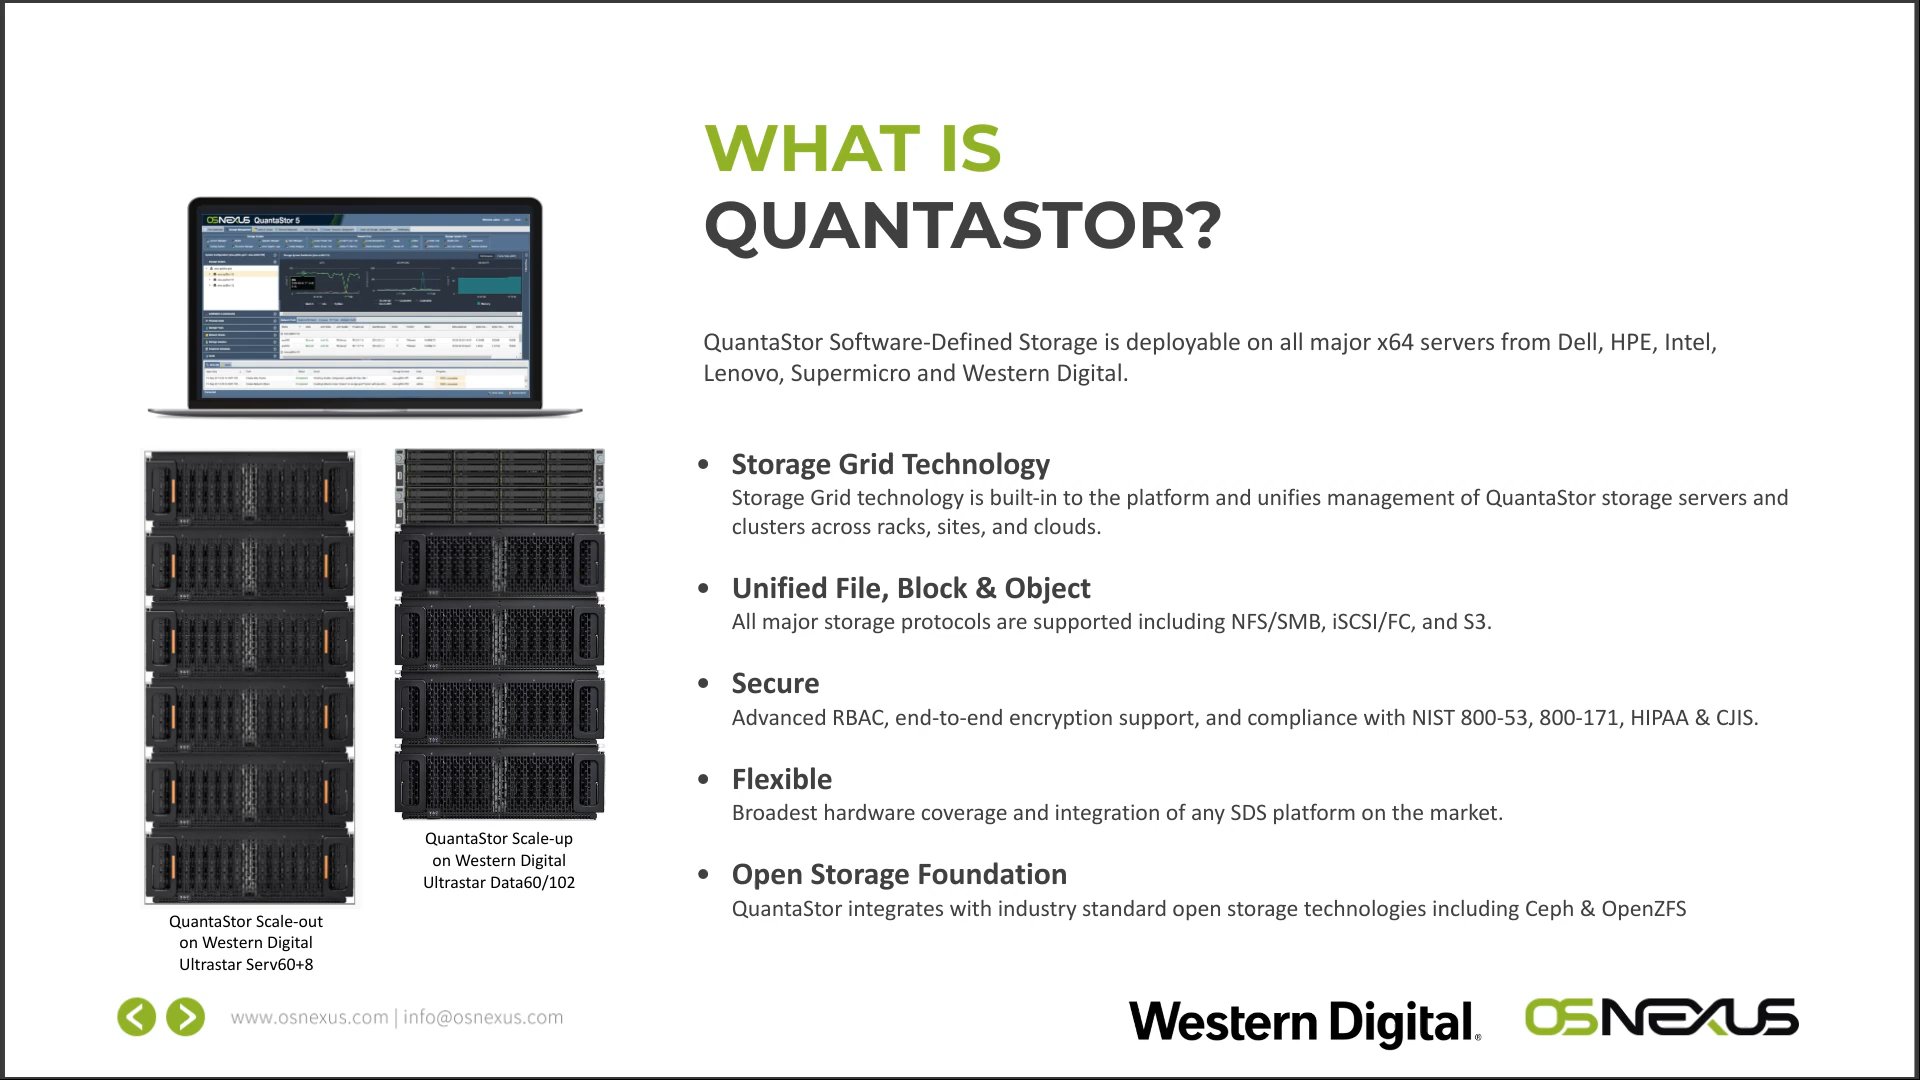 WHAT IS
QUANTASTOR?
OSNEXUS QuantaStor 5
QuantaStor Software-Defined Storage is deployable on all major x64 servers from Dell, HPE, Intel,
Lenovo, Supermicro and Western Digital.
• Storage Grid Technology
Storage Grid technology is built-in to the platform and unifies management of QuantaStor storage servers and
clusters across racks, sites, and clouds.
• Unified File, Block & Object
All major storage protocols are supported including NFS/SMB, iSCSI/FC, and S3.
• Secure
Advanced RBAC, end-to-end encryption support, and compliance with NIST 800-53, 800-171, HIPAA & CJIS.
• Flexible
Broadest hardware coverage and integration of any SDS platform on the market.
• Open Storage Foundation
QuantaStor integrates with industry standard open storage technologies including Ceph & OpenZFS
QuantaStor Scale-up
on Western Digital
Ultrastar Data60/102
QuantaStor Scale-out
on Western Digital
Ultrastar Serv60+8
www.osnexus.com | info@osnexus.com
Western Digital®
OSNEXUS